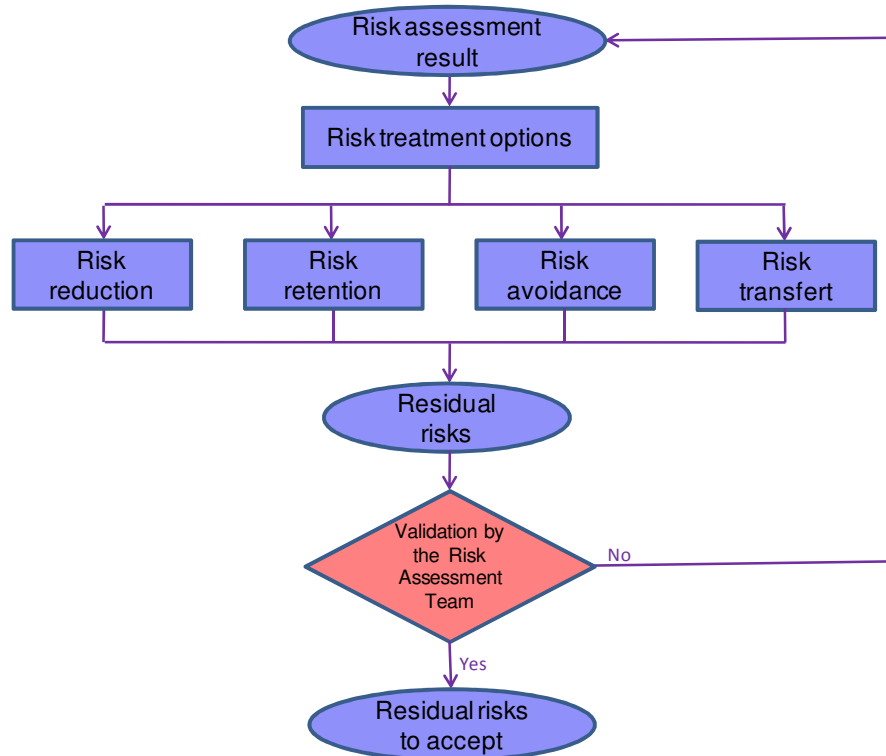 Risk assessment
result
Risk treatment options
Risk
reduction
Risk
retention
Risk
avoidance
Risk
transfert
Residual
risks
Validation by
the Risk
Assessment
Team
No
Yes
Residual risks
to accept